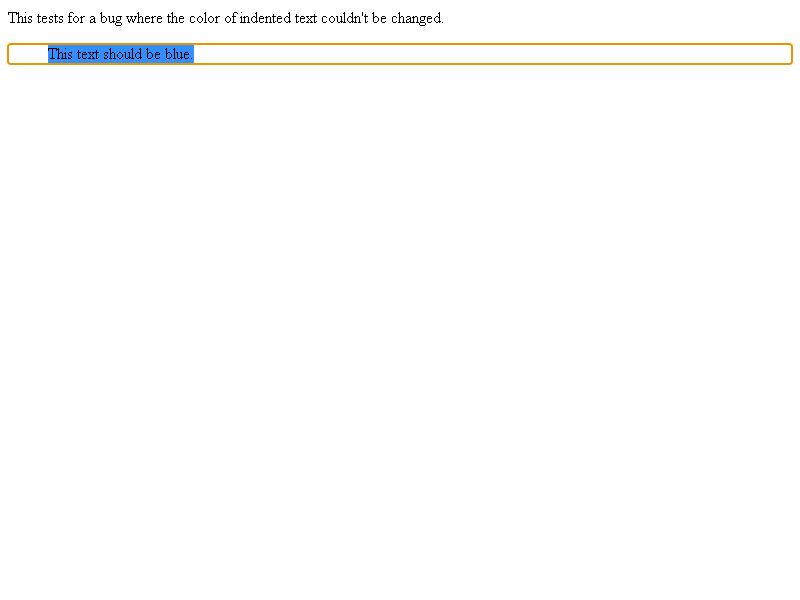 This tests for a bug where the color of indented text couldn't be changed.
This text should be blue.